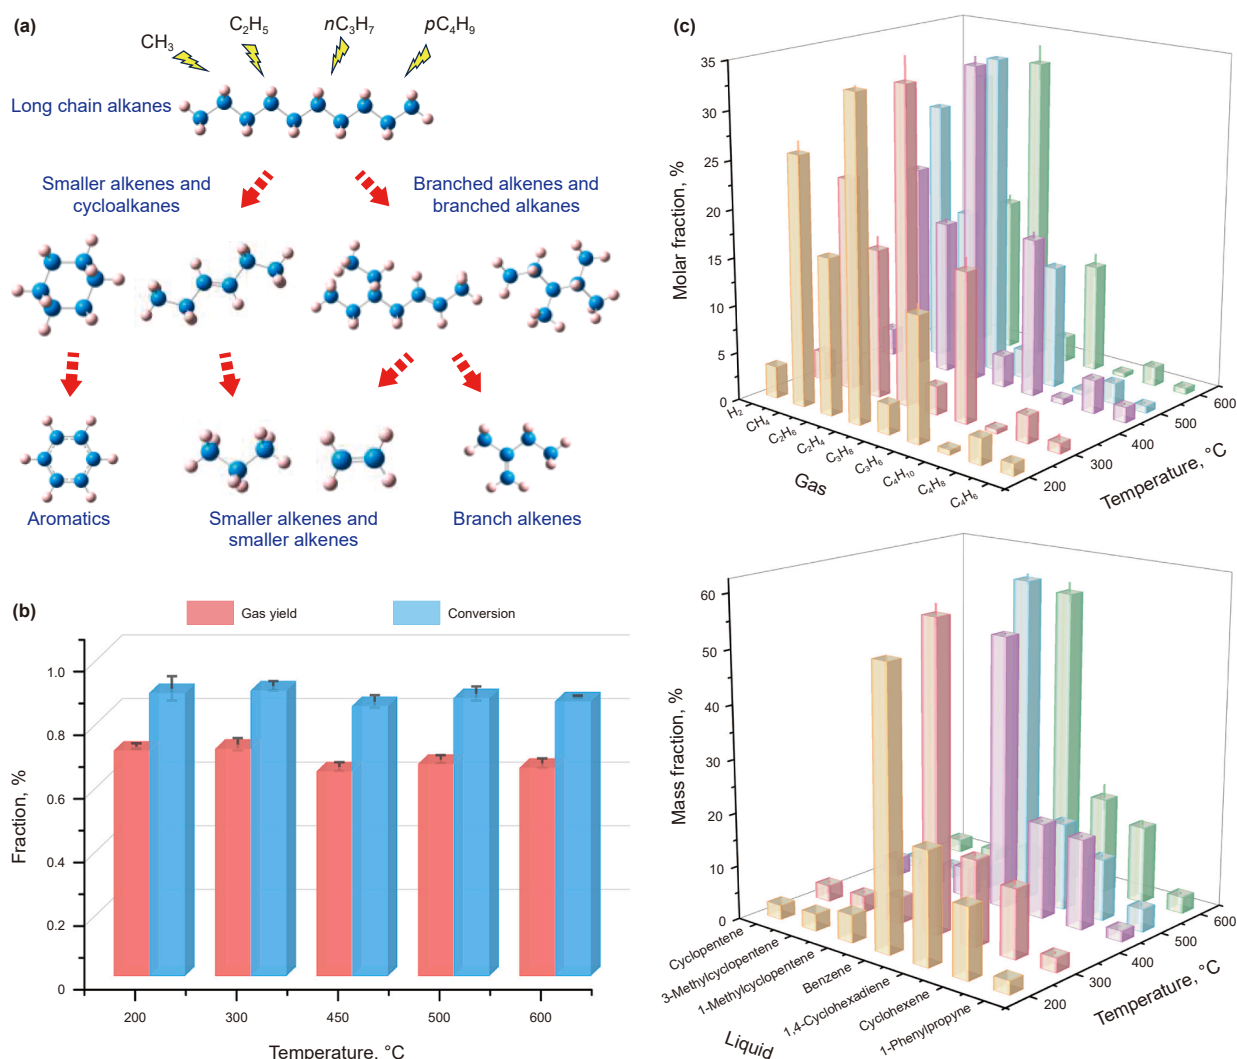 (a)
CH3
C2H5
nC3H7
pC4H9
Long chain alkanes
Smaller alkenes and
cycloalkanes
Branched alkenes and
branched alkanes
Aromatics
Smaller alkenes and
smaller alkenes
Branch alkenes
(b)
Gas yield
Conversion
Fraction, %
1.0
0.8
0.6
0.4
0.2
0
200
300
450
500
600
Temperature, °C
(c)
Molar fraction, %
35
30
25
20
15
10
5
0
H2
CH4
C2H6
C2H4
C3H8
C3H6
C4H10
C4H8
C4H6
Gas
200
300
400
500
600
Temperature, °C
Mass fraction, %
60
50
40
30
20
10
0
Cyclopentene
3-Methylcyclopentene
1-Methylcyclopentene
Benzene
1,4-Cyclohexadiene
Cyclohexene
1-Phenylpropyne
Liquid
200
300
400
500
600
Temperature, °C